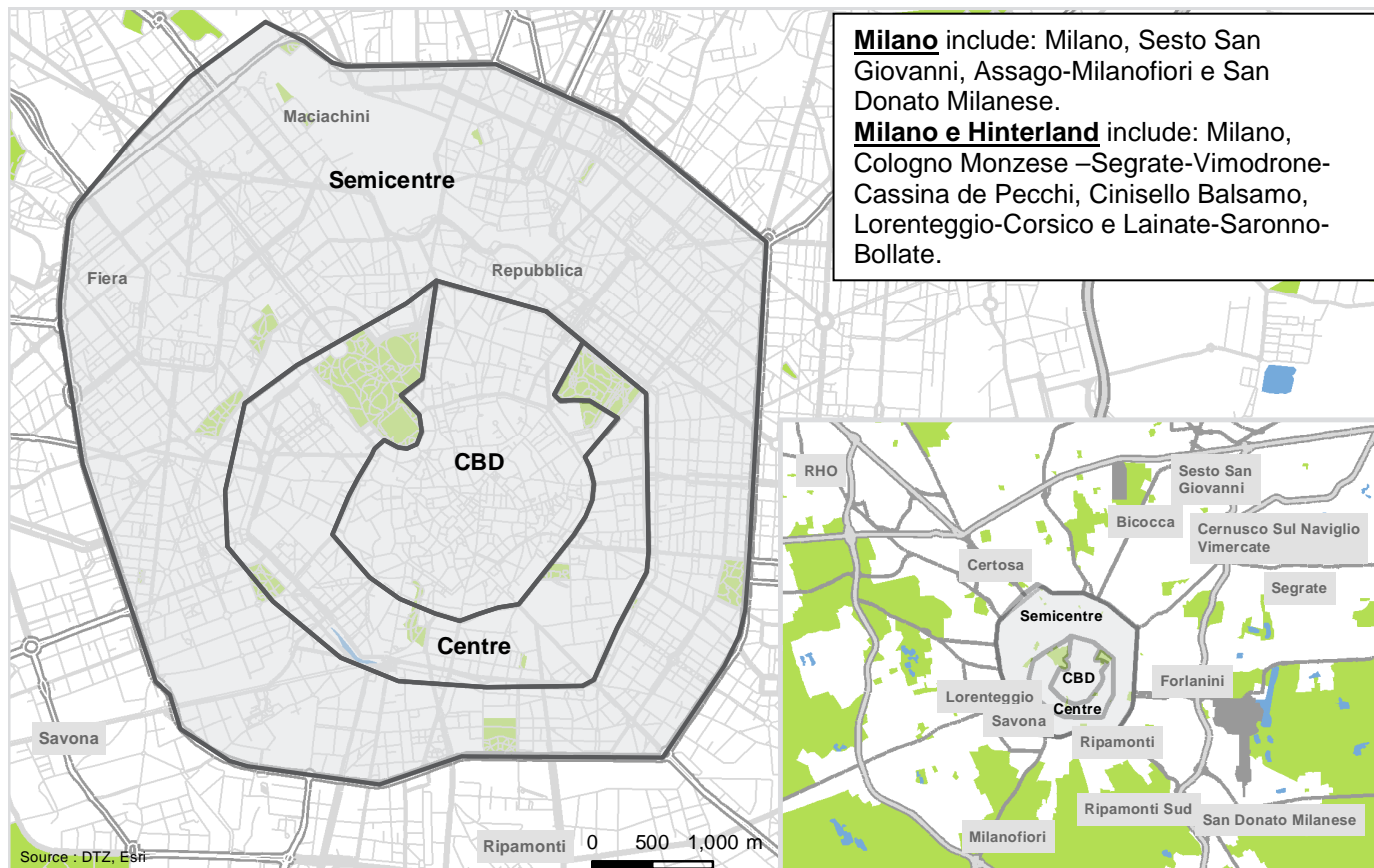 Milano include: Milano, Sesto San
Giovanni, Assago-Milanofiori e San
Donato Milanese.
Milano e Hinterland include: Milano,
Cologno Monzese –Segrate-Vimodrone-
Cassina de Pecchi, Cinisello Balsamo,
Lorenteggio-Corsico e Lainate-Saronno-
Bollate.
Maciachini
Semicentre
Fiera
Repubblica
CBD
Centre
Savona
Ripamonti
0 500 1,000 m
Source : DTZ, Esri
RHO
Sesto San
Giovanni
Bicocca
Cernusco Sul Naviglio
Vimercate
Certosa
Segrate
Semicentre
CBD
Forlanini
Lorenteggio
Centre
Savona
Ripamonti
Ripamonti Sud
San Donato Milanese
Milanofiori